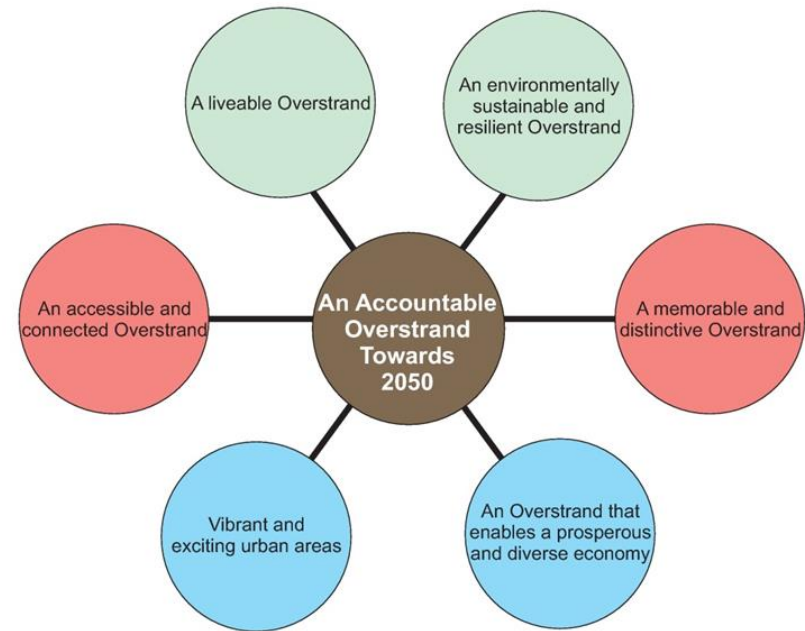 A liveable Overstrand
An environmentally
sustainable and
resilient Overstrand
An accessible and
connected Overstrand
An Accountable
Overstrand
Towards
2050
A memorable and
distinctive Overstrand
Vibrant and
exciting urban areas
An Overstrand that
enables a prosperous
and diverse economy